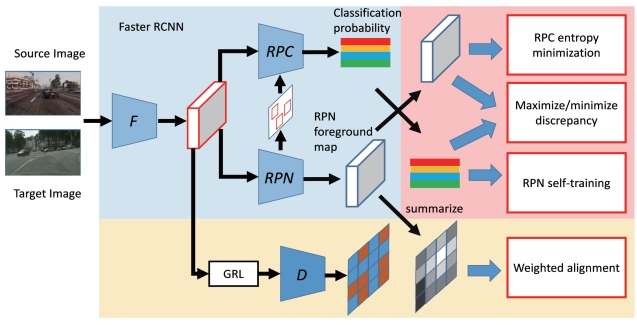 Faster RCNN
Source Image
Target Image
F
RPC
RPN
Classification
probability
RPN
foreground
map
summarize
GRL
D
RPC entropy
minimization
Maximize/minimize
discrepancy
RPN self-training
Weighted alignment